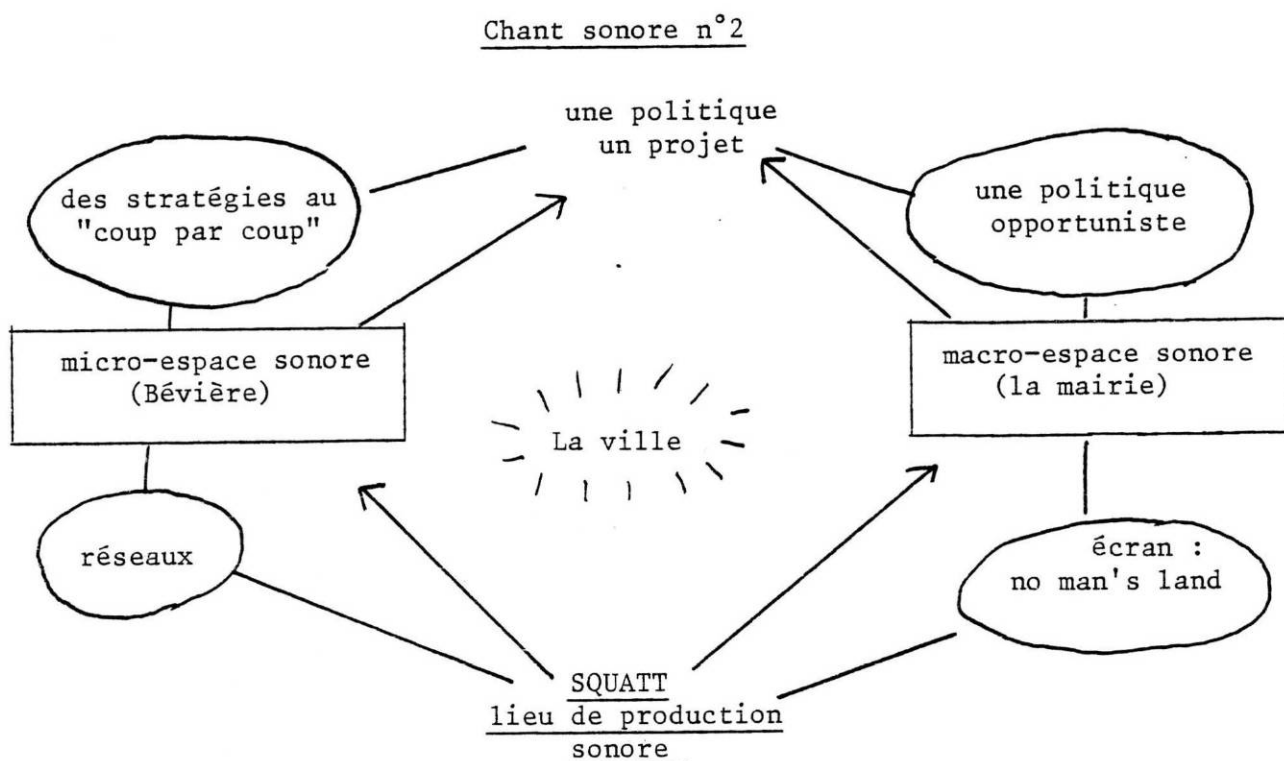 Chant sonore n°2
une politique
un projet
des stratégies au
"coup par coup"
une politique
opportuniste
micro-espace sonore
(Bévière)
macro-espace sonore
(la mairie)
La ville
réseaux
écran :
no man's land
SQUATT
lieu de production
sonore